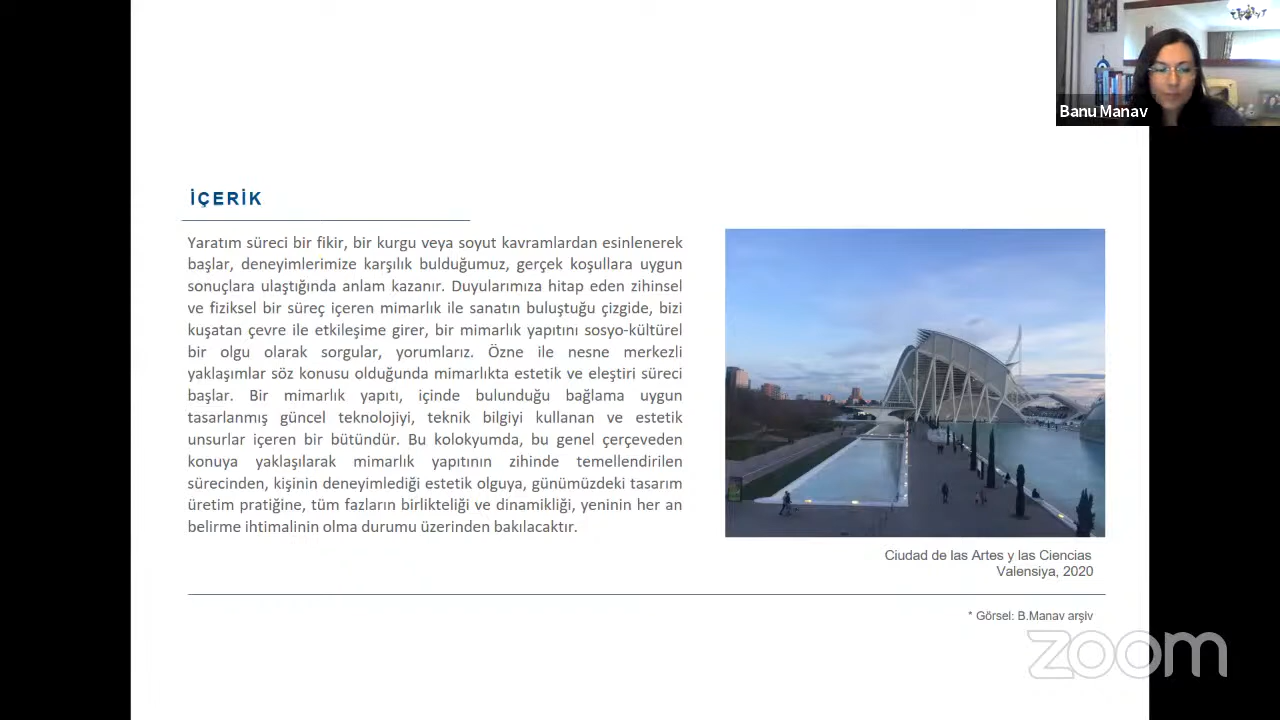 Banu Manav
İÇERİK
Yaratım süreci bir fikir, bir kurgu veya soyut kavramlardan esinlenerek
başlar, deneyimlerimize karşılık bulduğumuz, gerçek koşullara uygun
sonuçlara ulaştığında anlam kazanır. Duyularımıza hitap eden zihinsel
ve fiziksel bir süreç içeren mimarlık ile sanatın buluştuğu çizgide, bizi
kuşatan çevre ile etkileşime girer, bir mimarlık yapıtını sosyo-kültürel
bir olgu olarak sorgular, yorumlarız. Özne ile nesne merkezli
yaklaşımlar söz konusu olduğunda mimarlıkta estetik ve eleştiri süreci
başlar. Bir mimarlık yapıtı, içinde bulunduğu bağlama uygun
tasarlanmış güncel teknolojiyi, teknik bilgiyi kullanan ve estetik
unsurlar içeren bir bütündür. Bu kolokyumda, bu genel çerçeveden
konuya yaklaşılarak mimarlık yapıtının zihinde temellendirilen
sürecinden, kişinin deneyimlediği estetik olguya, günümüzdeki tasarım
üretim pratiğine, tüm fazların birlikteliği ve dinamikliği, yeninin her an
belirme ihtimalinin olma durumu üzerinden bakılacaktır.
Ciudad de las Artes y las Ciencias
Valensiya, 2020
* Görsel: B.Manav arşiv
zoom